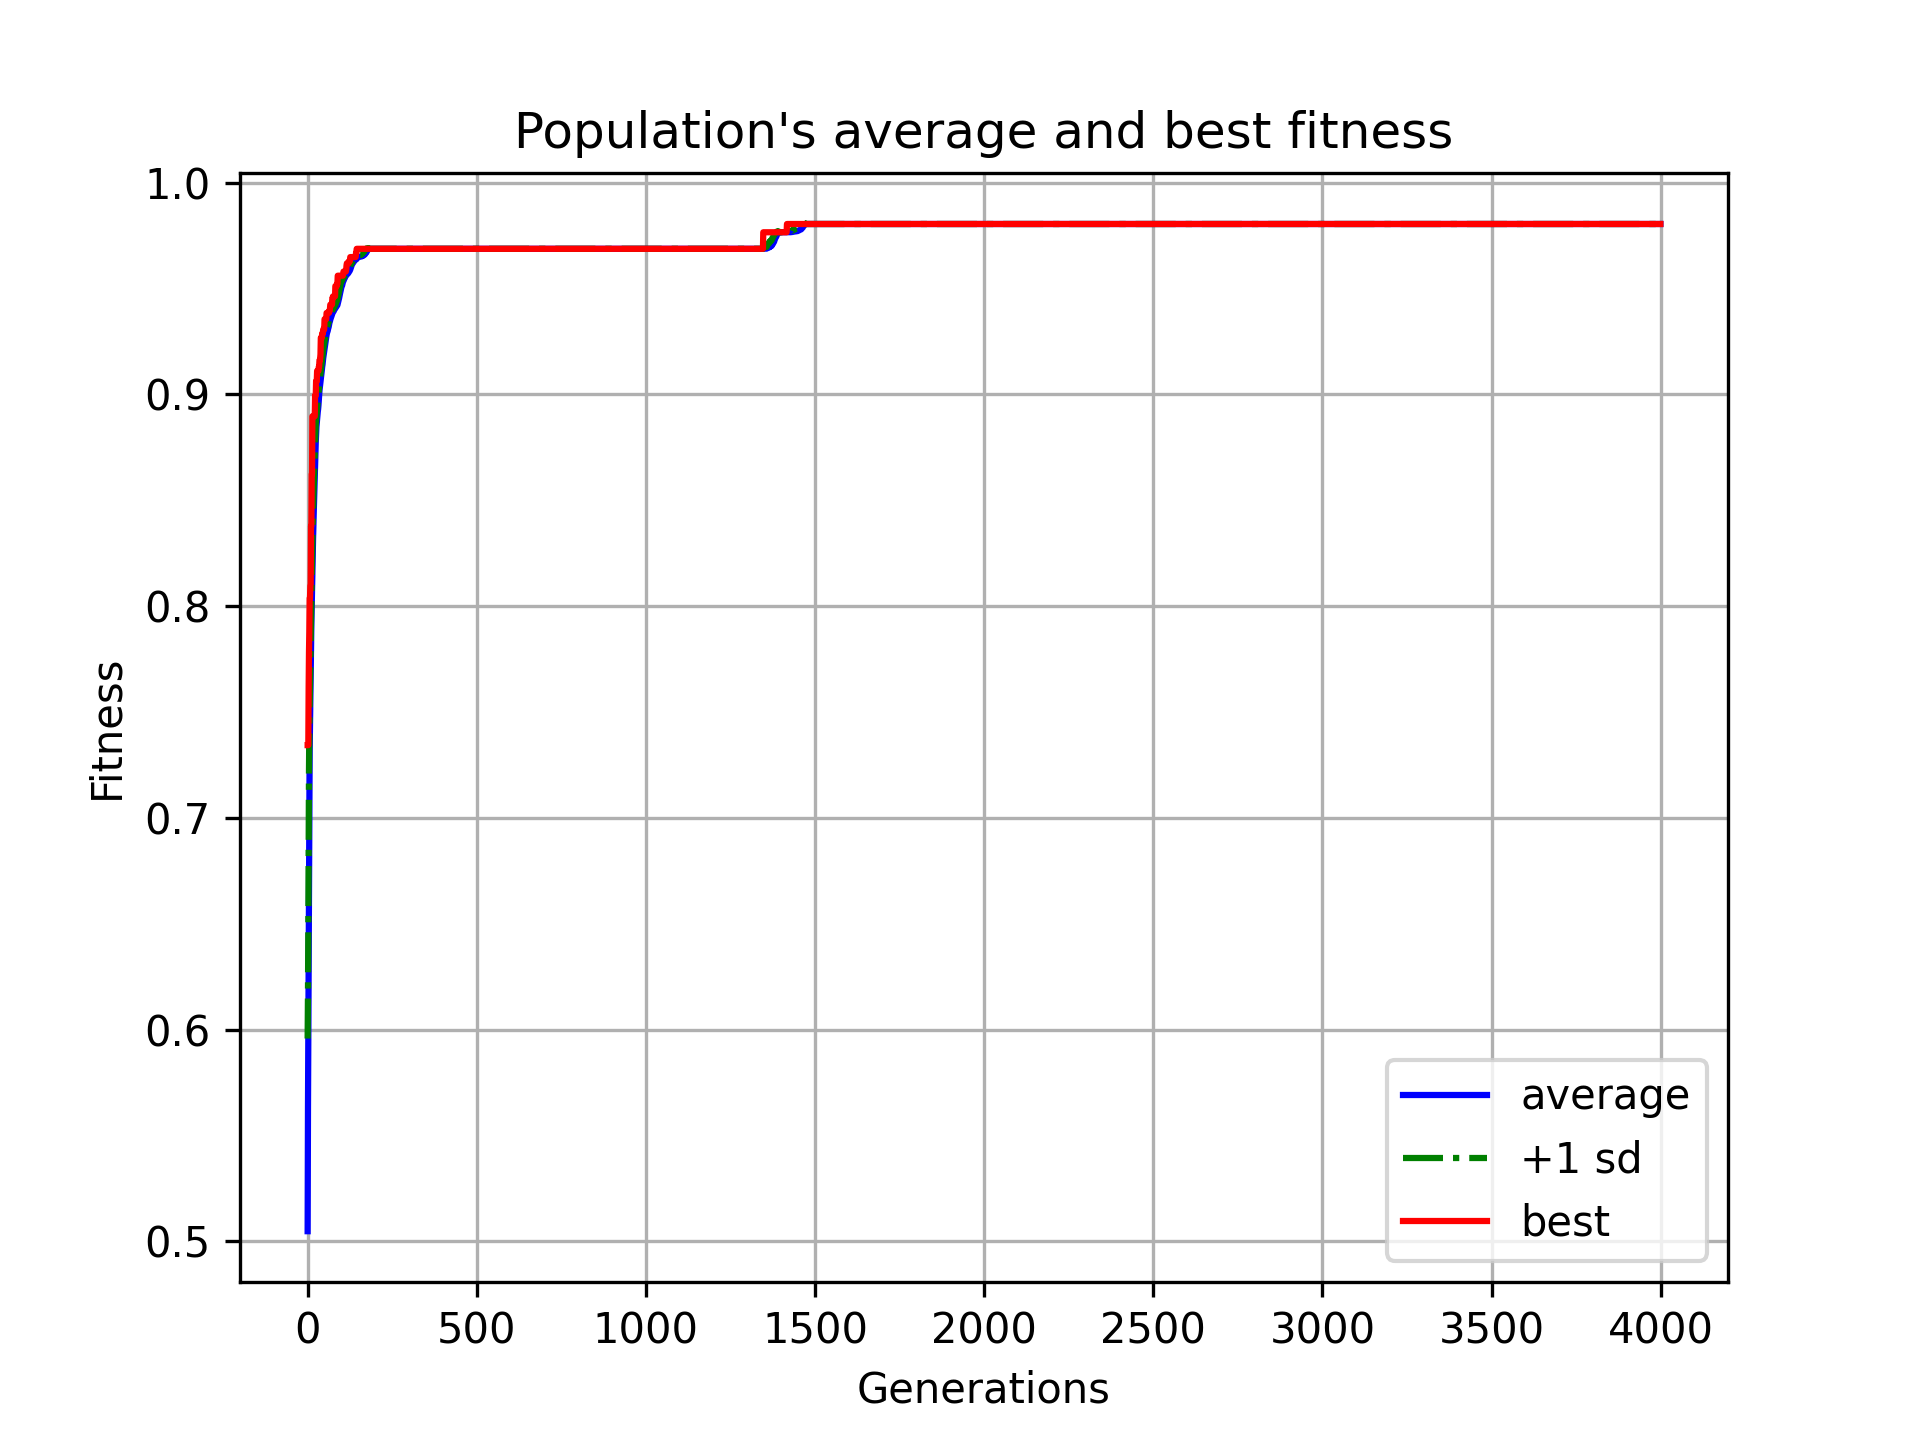 Population's average and best fitness
1.0
0.9
0.8
0.7
0.6
0.5
Fitness
average
+1 sd
best
0 500 1000 1500 2000 2500 3000 3500 4000
Generations